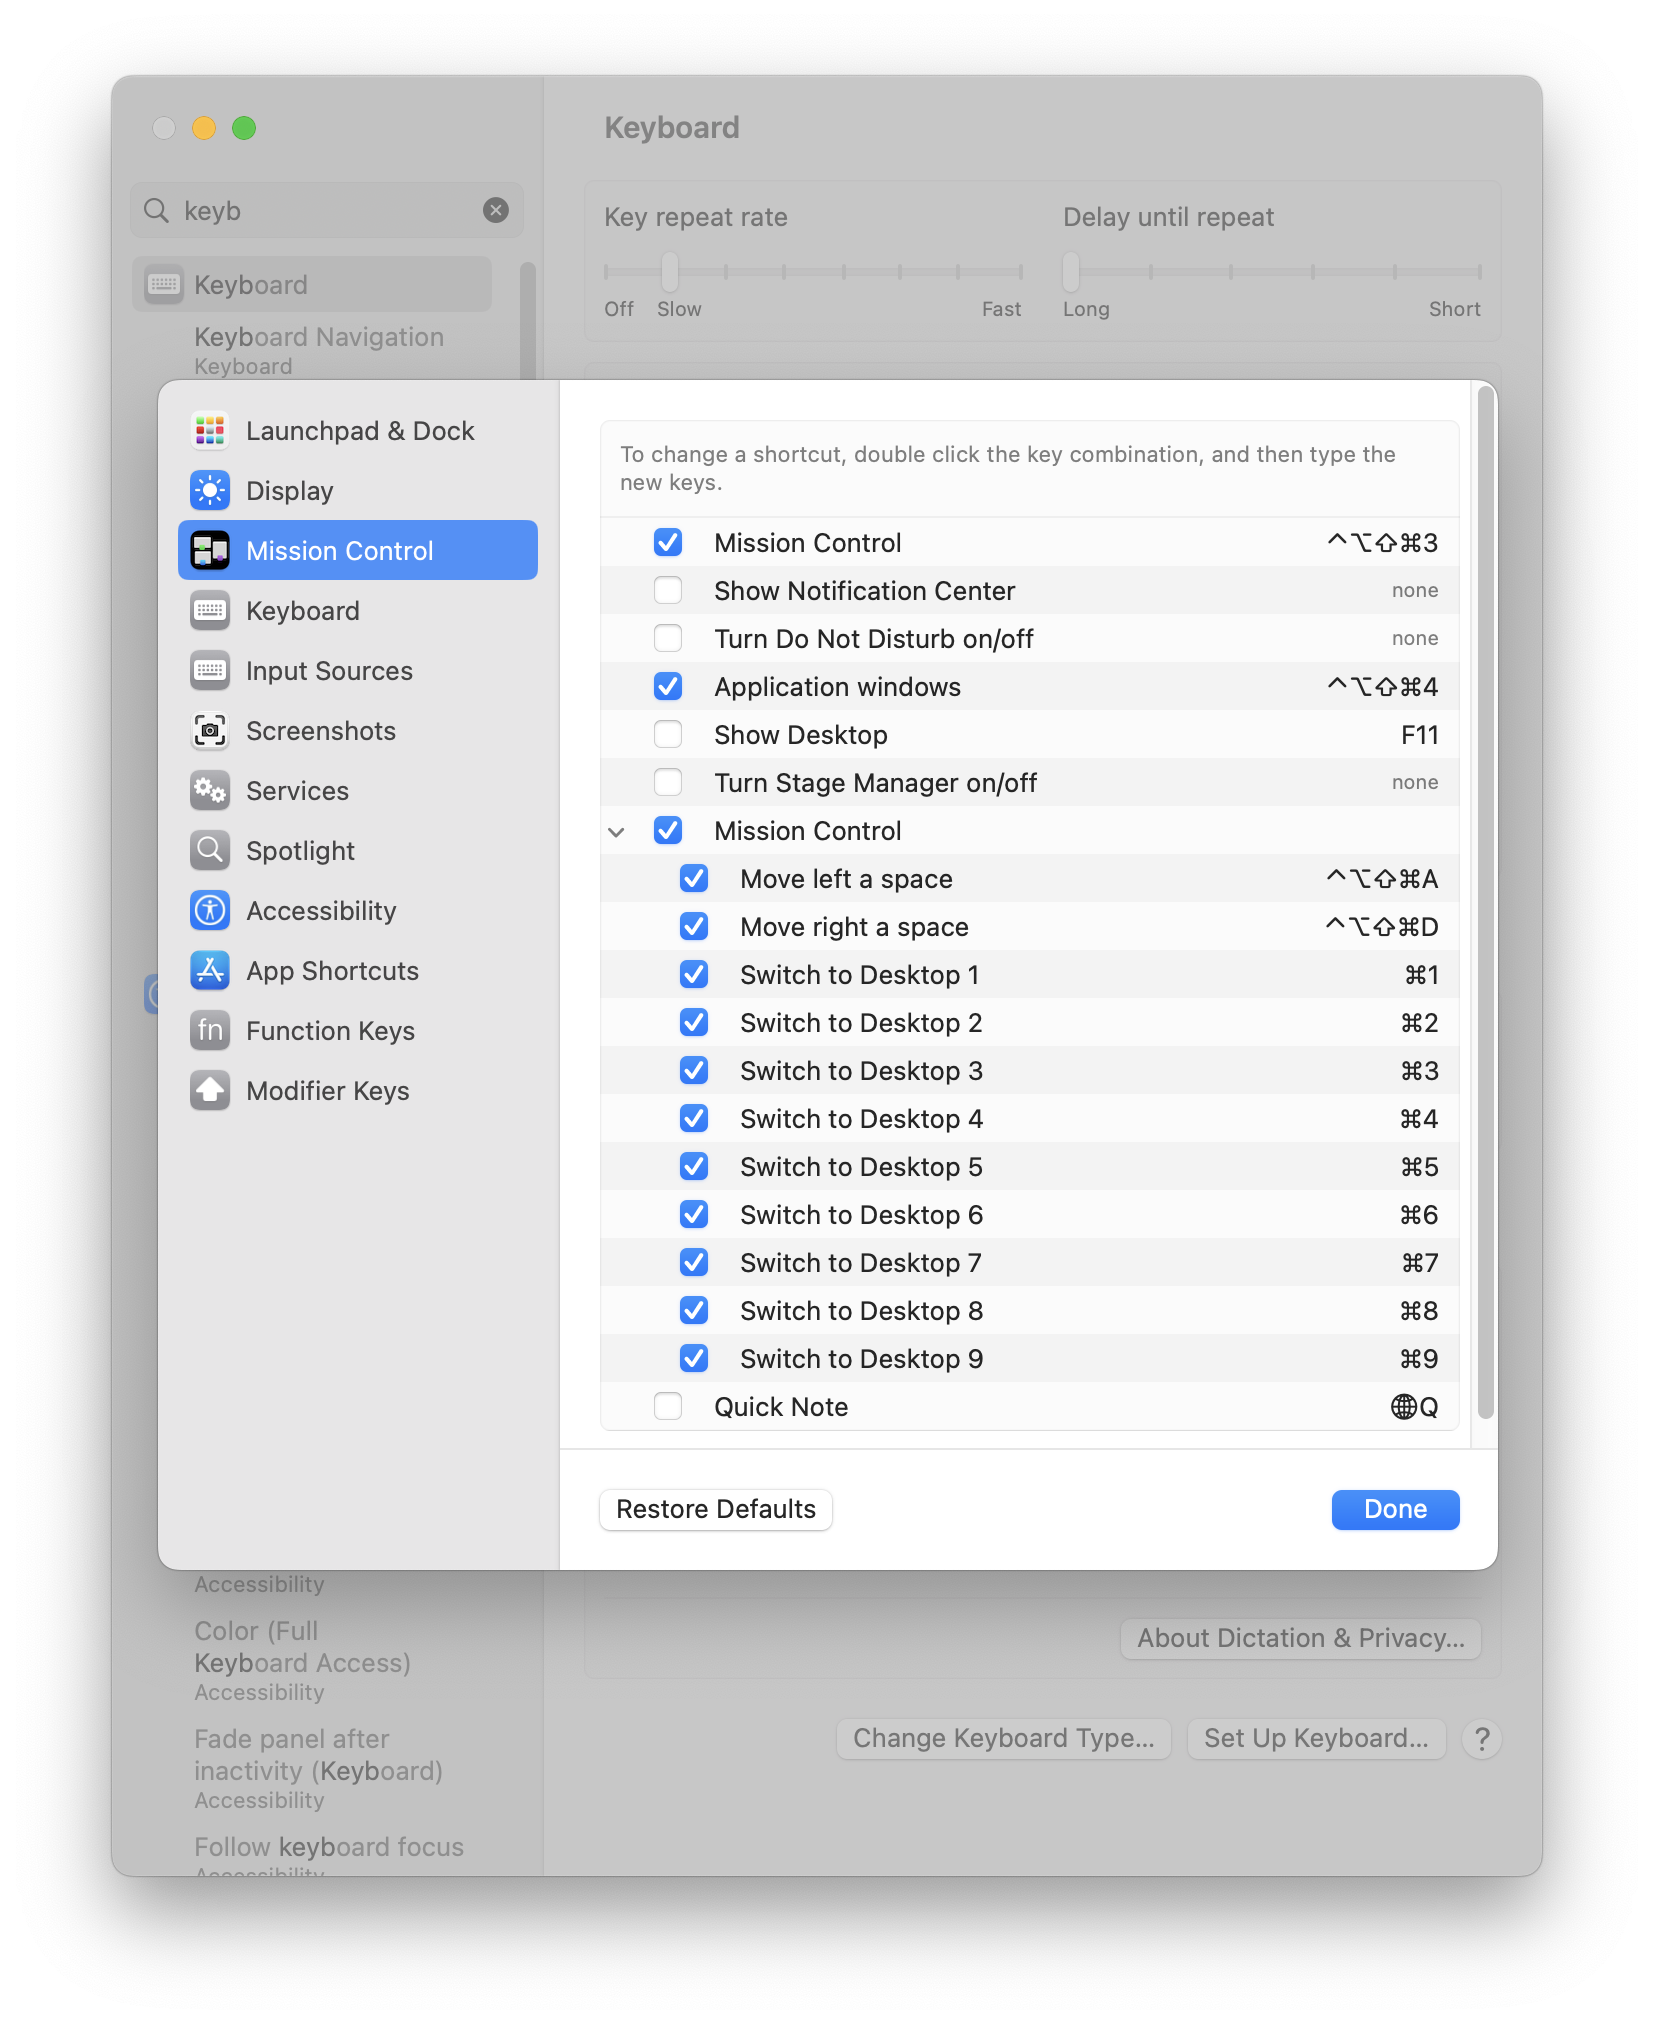 Keyboard
keyb
Key repeat rate
Delay until repeat
Off Slow Fast
Long Short
Keyboard
Keyboard Navigation
Keyboard
Launchpad & Dock
Display
Mission Control
Keyboard
Input Sources
Screenshots
Services
Spotlight
Accessibility
App Shortcuts
fn Function Keys
Modifier Keys
To change a shortcut, double click the key combination, and then type the
new keys.
Mission Control ^⌥⇧⌘3
Show Notification Center none
Turn Do Not Disturb on/off none
Application windows ^⌥⇧⌘4
Show Desktop F11
Turn Stage Manager on/off none
Mission Control
Move left a space ^⌥⇧⌘A
Move right a space ^⌥⇧⌘D
Switch to Desktop 1 ⌘1
Switch to Desktop 2 ⌘2
Switch to Desktop 3 ⌘3
Switch to Desktop 4 ⌘4
Switch to Desktop 5 ⌘5
Switch to Desktop 6 ⌘6
Switch to Desktop 7 ⌘7
Switch to Desktop 8 ⌘8
Switch to Desktop 9 ⌘9
Quick Note 🌐Q
Restore Defaults
Done
Accessibility
Color (Full
Keyboard Access)
Accessibility
Fade panel after
inactivity (Keyboard)
Accessibility
Follow keyboard focus
Accessibility
About Dictation & Privacy...
Change Keyboard Type...
Set Up Keyboard...
?